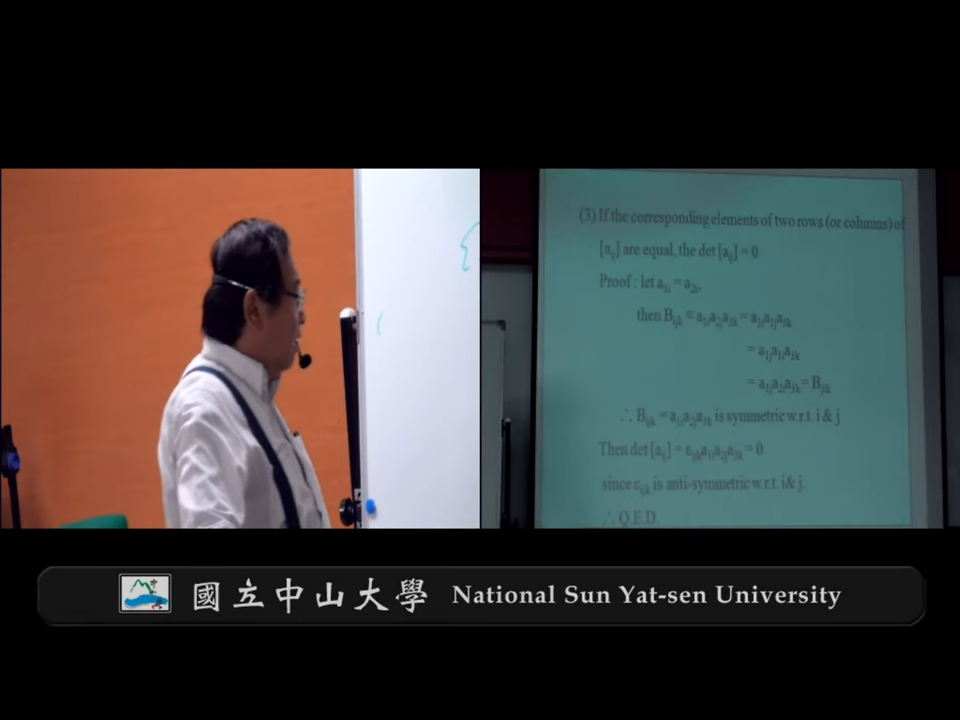 (3) If the corresponding elements of two rows (or columns) of
[aᵢⱼ] are equal, the det [aᵢⱼ] = 0
Proof : let a₁ᵢ = a₂ᵢ,
then Bᵢⱼₖ ≡ a₁ᵢa₂ⱼa₃ₖ = a₁ᵢa₁ⱼa₃ₖ
= a₁ⱼa₁ᵢa₃ₖ
= a₁ⱼa₂ᵢa₃ₖ = Bⱼᵢₖ
∴ Bᵢⱼₖ = a₁ᵢa₂ⱼa₃ₖ is symmetric w.r.t. i & j
Then det [aᵢⱼ] = εᵢⱼₖa₁ᵢa₂ⱼa₃ₖ = 0
since εᵢⱼₖ is anti-symmetric w.r.t. i& j.
∴ Q.E.D.
國立中山大學 National Sun Yat-sen University